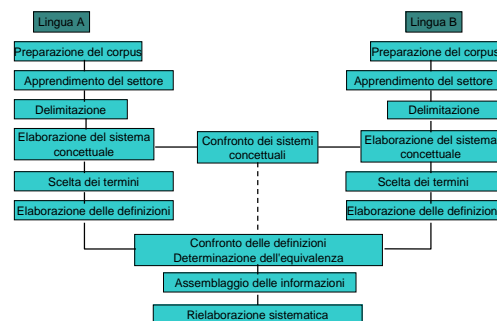 Lingua A
Lingua B
Preparazione del corpus
Preparazione del corpus
Apprendimento del settore
Apprendimento del settore
Delimitazione
Delimitazione
Elaborazione del sistema
concettuale
Confronto dei sistemi
concettuali
Elaborazione del sistema
concettuale
Scelta dei termini
Scelta dei termini
Elaborazione delle definizioni
Elaborazione delle definizioni
Confronto delle definizioni
Determinazione dell'equivalenza
Assemblaggio delle informazioni
Rielaborazione sistematica